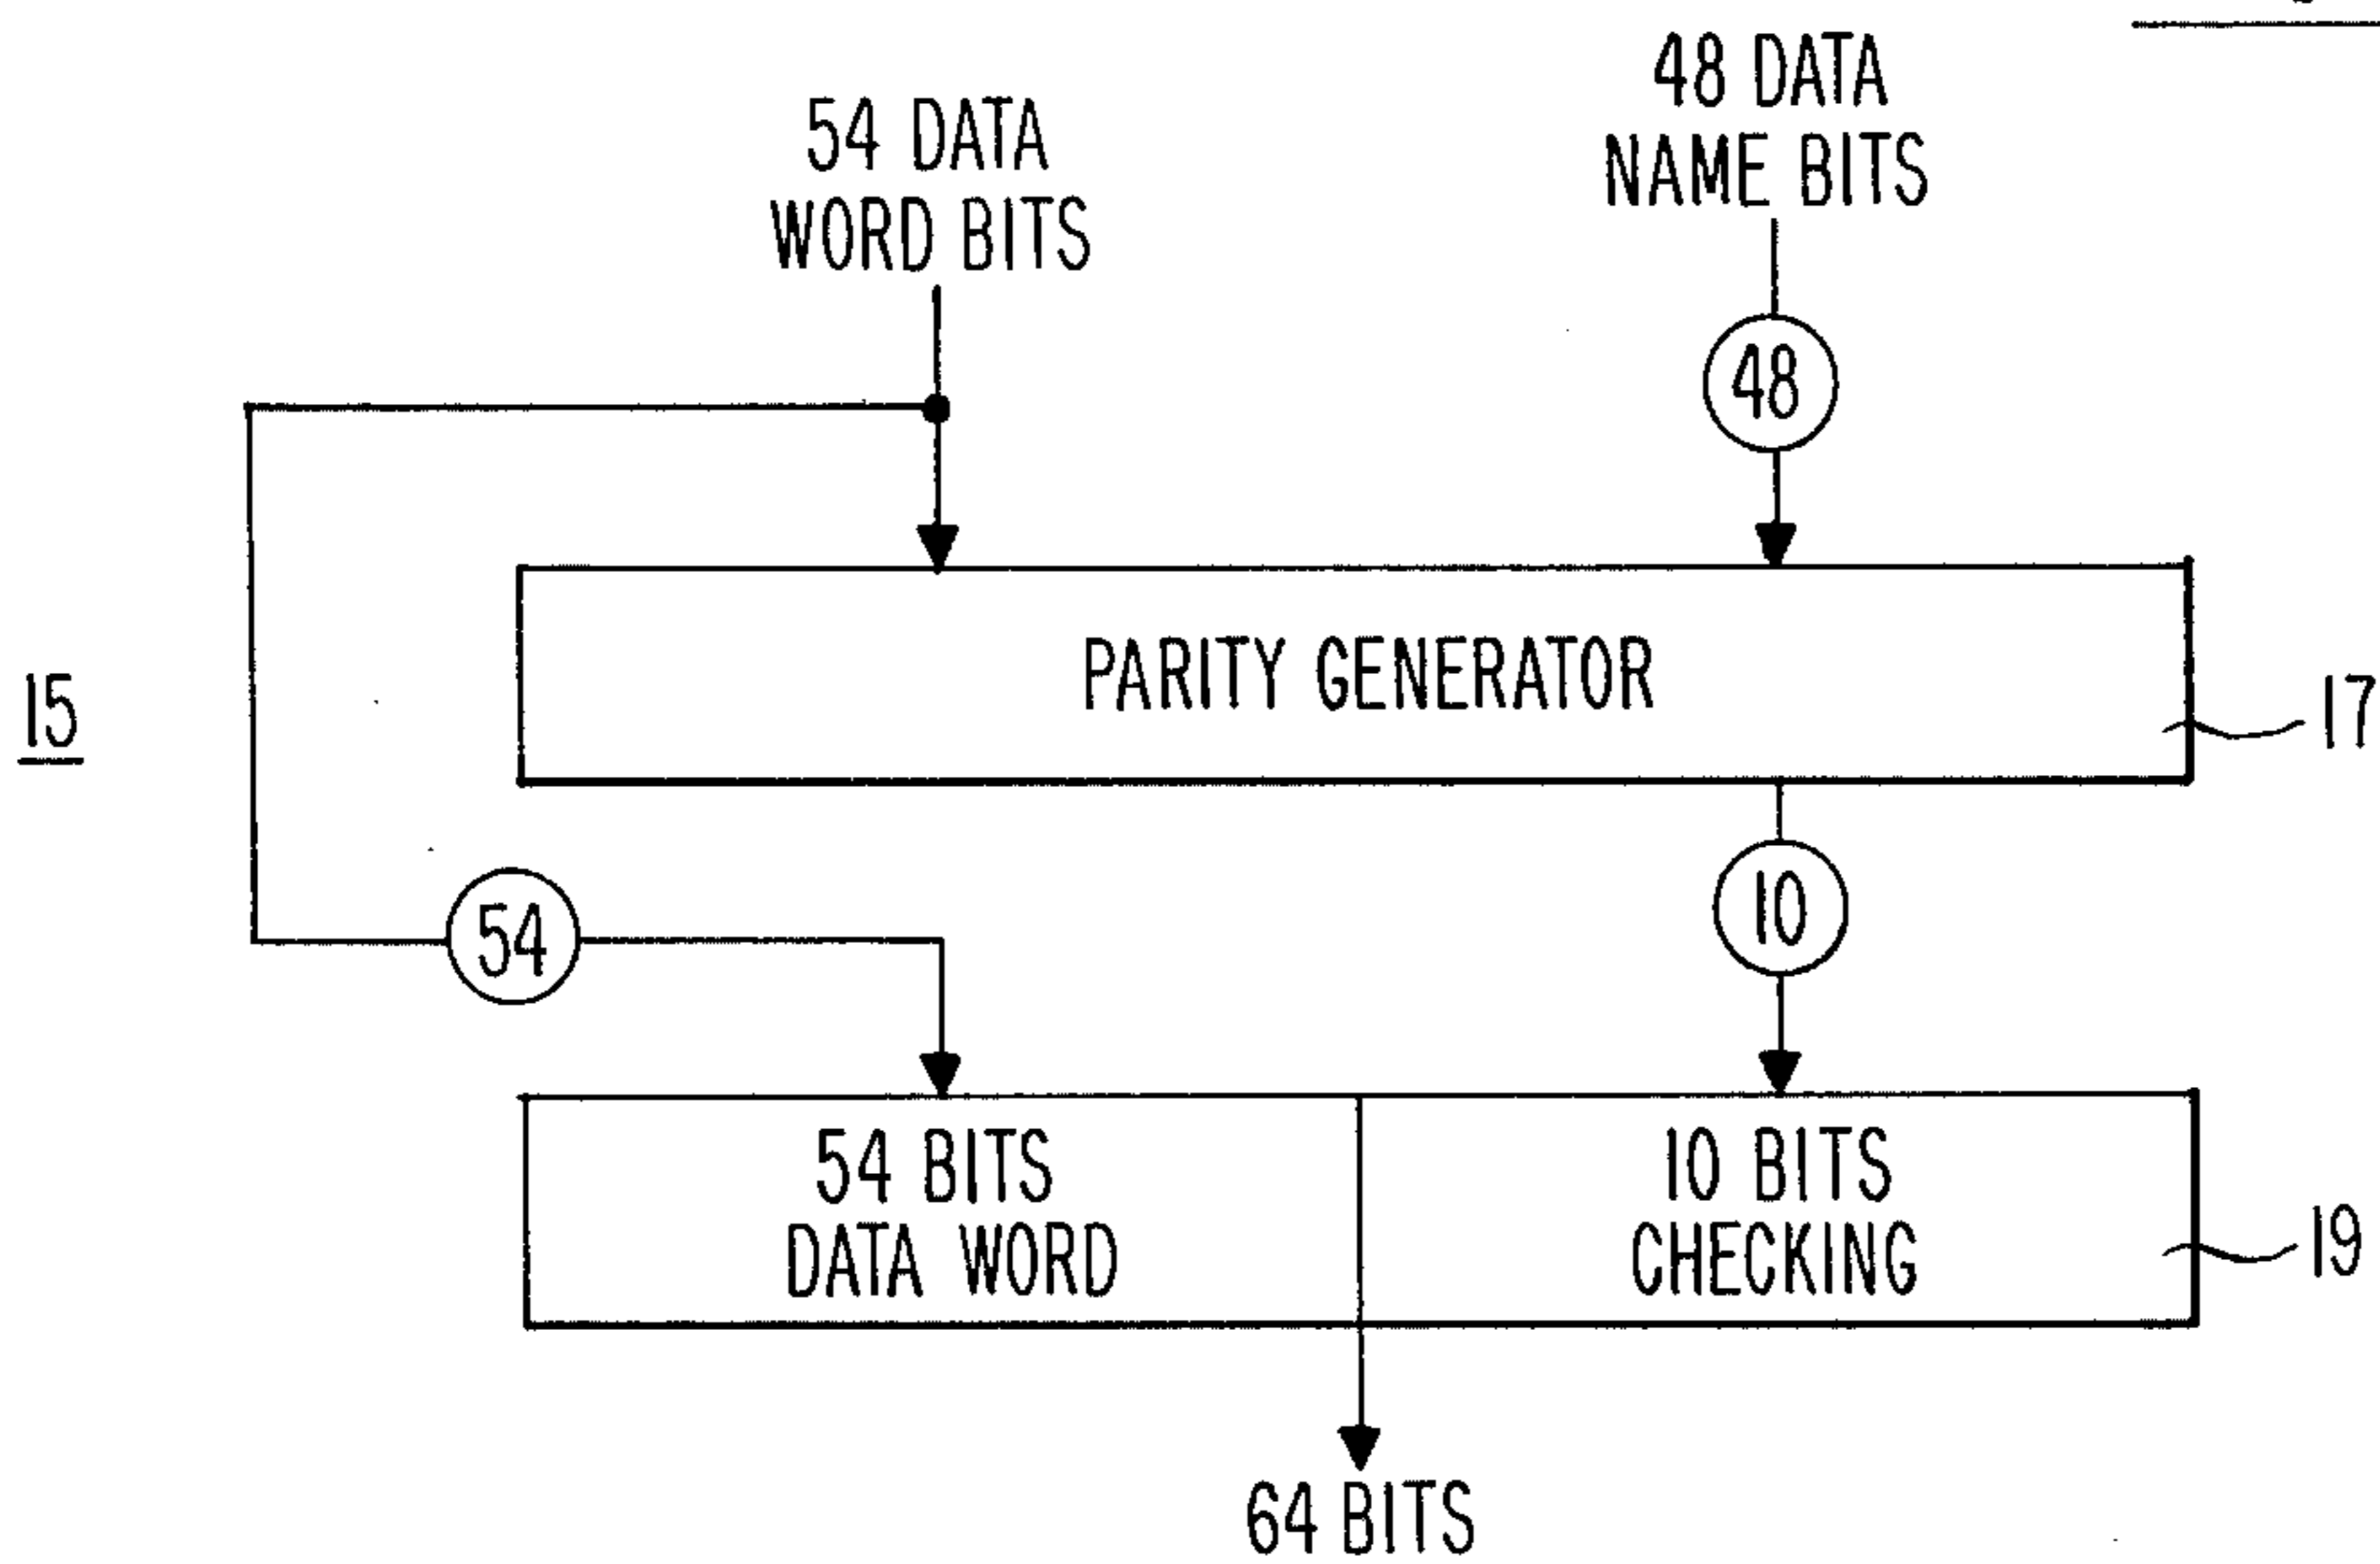 48 DATA
NAME BITS
54 DATA
WORD BITS
48
PARITY GENERATOR
17
15
54
10
54 BITS
DATA WORD
10 BITS
CHECKING
19
64 BITS